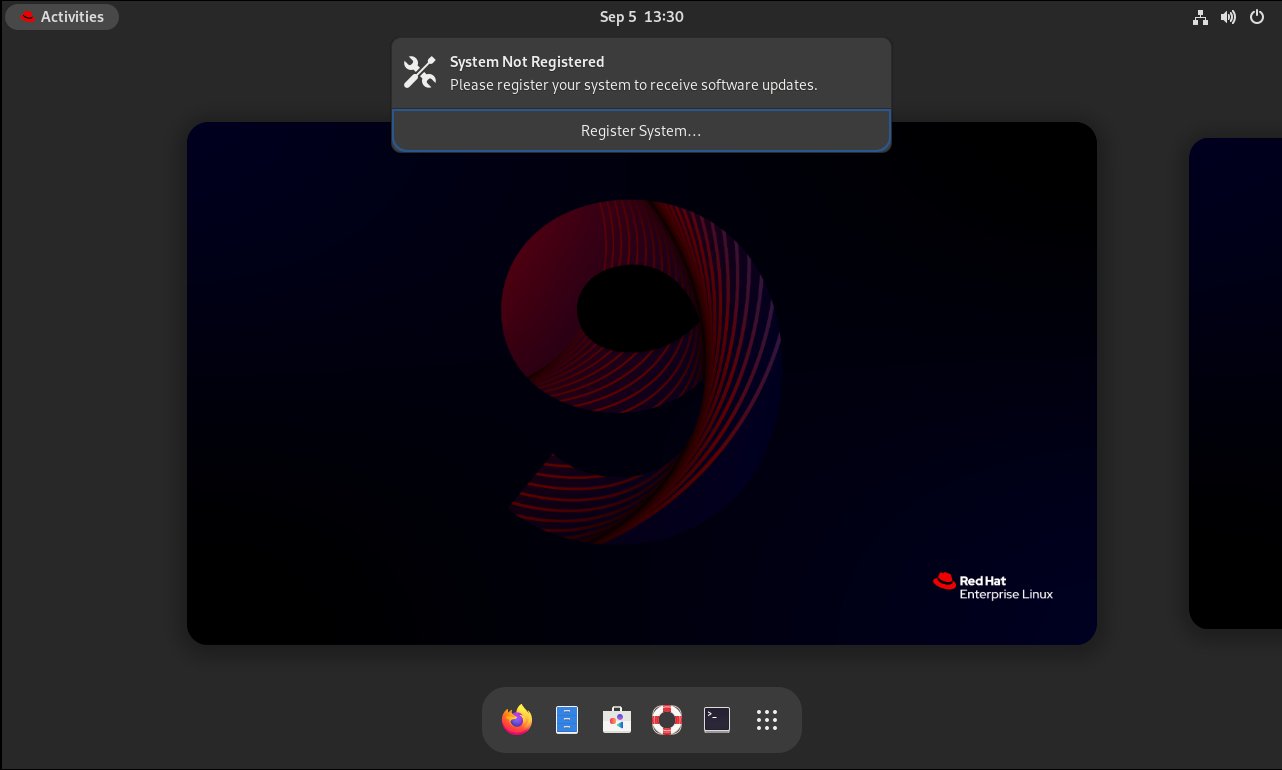 Activities
Sep 5 13:30
System Not Registered
Please register your system to receive software updates.
Register System…
9
Red Hat
Enterprise Linux
>_